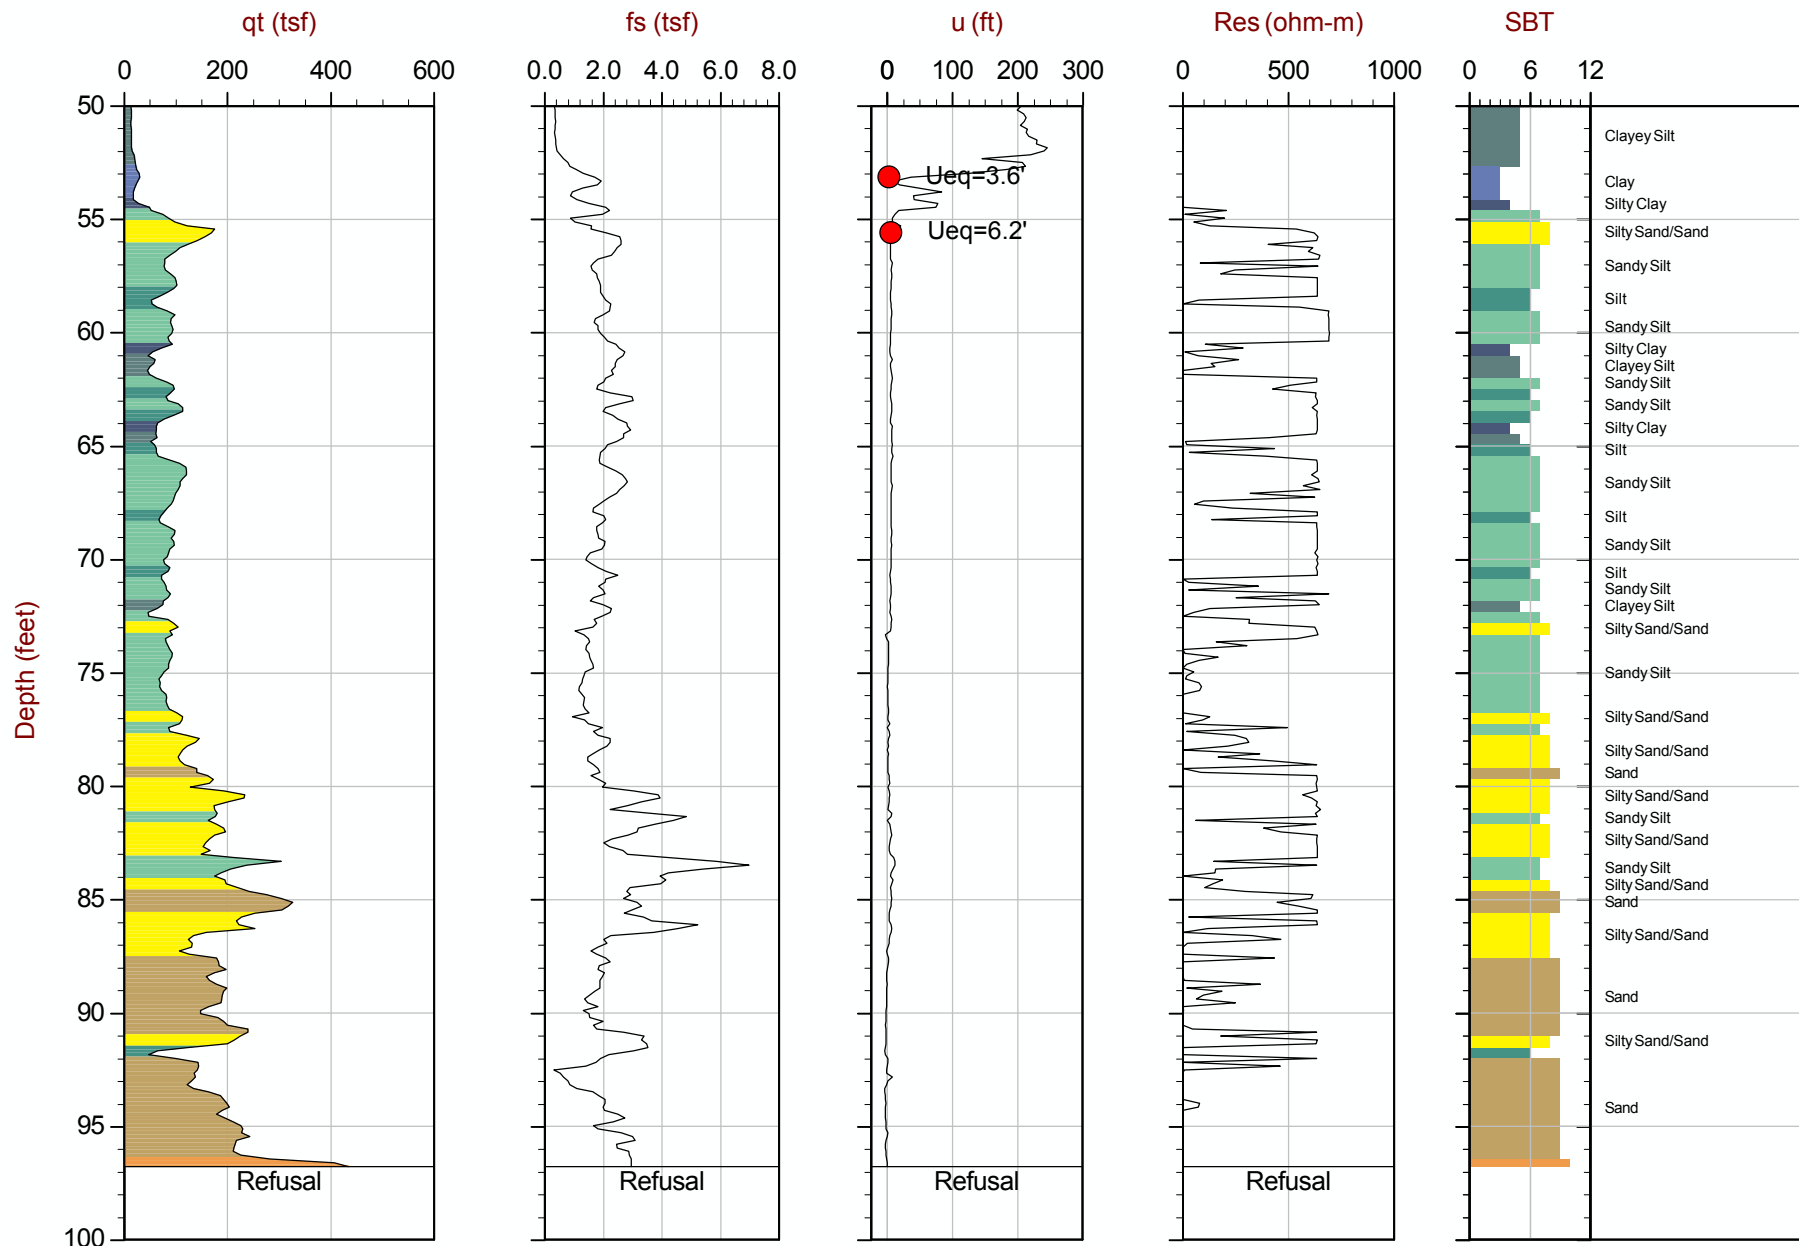 qt (tsf) fs (tsf) u (ft) Res (ohm-m) SBT
0 200 400 600 0.0 2.0 4.0 6.0 8.0 0 100 200 300 0 500 1000 0 6 12
50
Clayey Silt
Ueq=3.6'
Clay
Silty Clay
55
Ueq=6.2' Silty Sand/Sand
Sandy Silt
Silt
60 Sandy Silt
Silty Clay
Clayey Silt
Sandy Silt
Sandy Silt
Silty Clay
65 Silt
Sandy Silt
Silt
Sandy Silt
70
Silt
Sandy Silt
Clayey Silt
Silty Sand/Sand
75 Sandy Silt
Depth (feet)
Silty Sand/Sand
Silty Sand/Sand
Sand
80
Silty Sand/Sand
Sandy Silt
Silty Sand/Sand
Sandy Silt
Silty Sand/Sand
85 Sand
Silty Sand/Sand
Sand
90
Silty Sand/Sand
Sand
95
Refusal Refusal Refusal Refusal
100